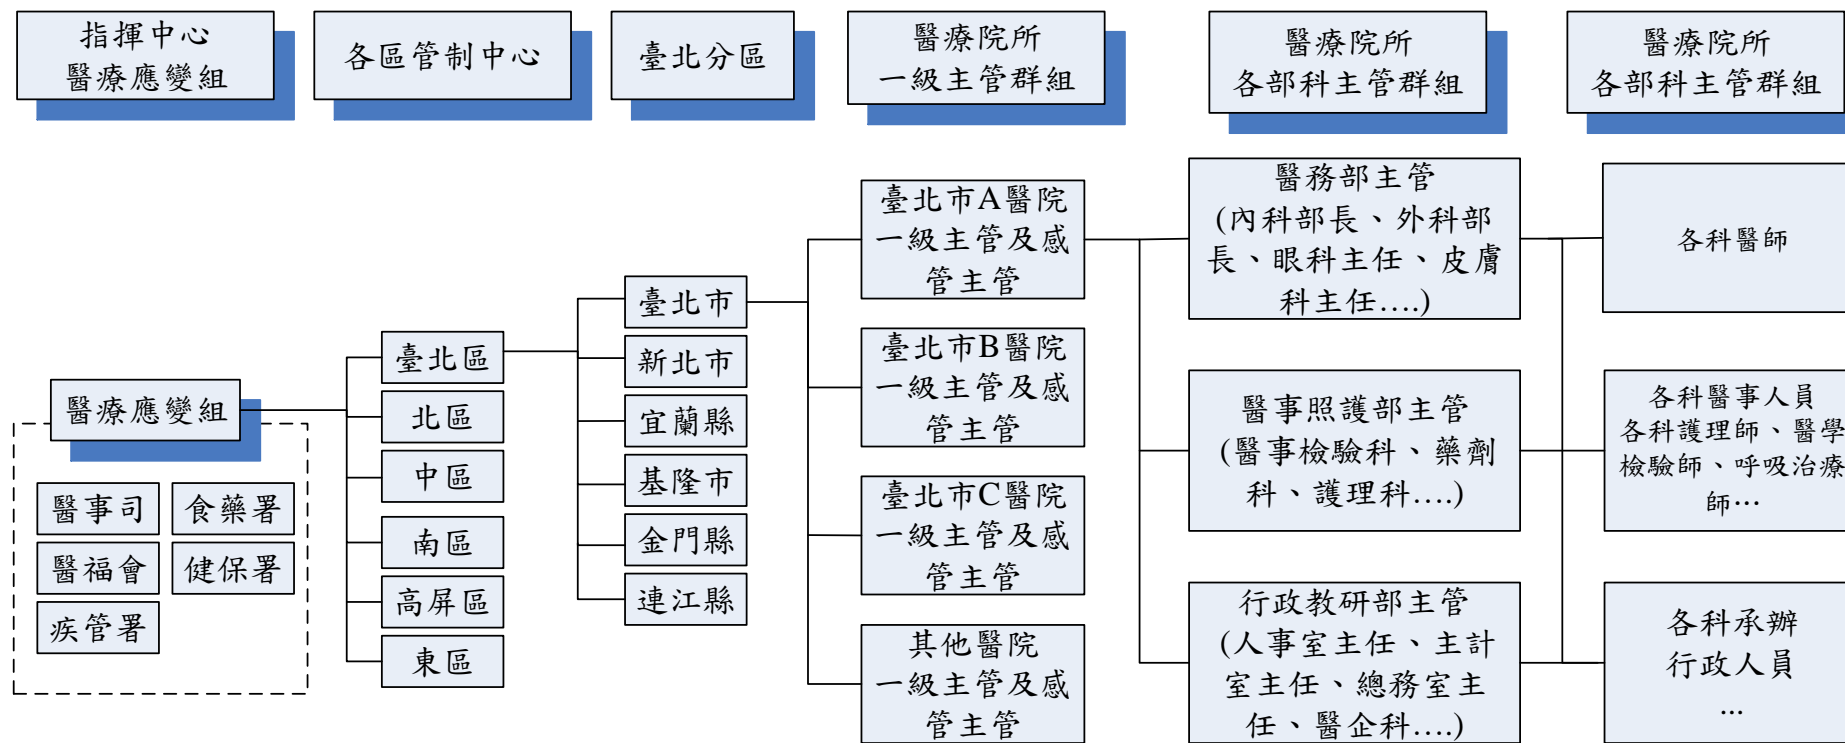 指揮中心
醫療應變組
各區管制中心
臺北分區
醫療院所
一級主管群組
醫療院所
各部科主管群組
醫療院所
各部科主管群組
醫療應變組
醫事司
食藥署
醫福會
健保署
疾管署
臺北區
北區
中區
南區
高屏區
東區
臺北市
新北市
宜蘭縣
基隆市
金門縣
連江縣
臺北市A醫院
一級主管及感
管主管
臺北市B醫院
一級主管及感
管主管
臺北市C醫院
一級主管及感
管主管
其他醫院
一級主管及感
管主管
醫務部主管
(內科部長、外科部
長、眼科主任、皮膚
科主任....)
醫事照護部主管
(醫事檢驗科、藥劑
科、護理科....)
行政教研部主管
(人事室主任、主計
室主任、總務室主
任、醫企科....)
各科醫師
各科醫事人員
各科護理師、醫學
檢驗師、呼吸治療
師...
各科承辦
行政人員
...